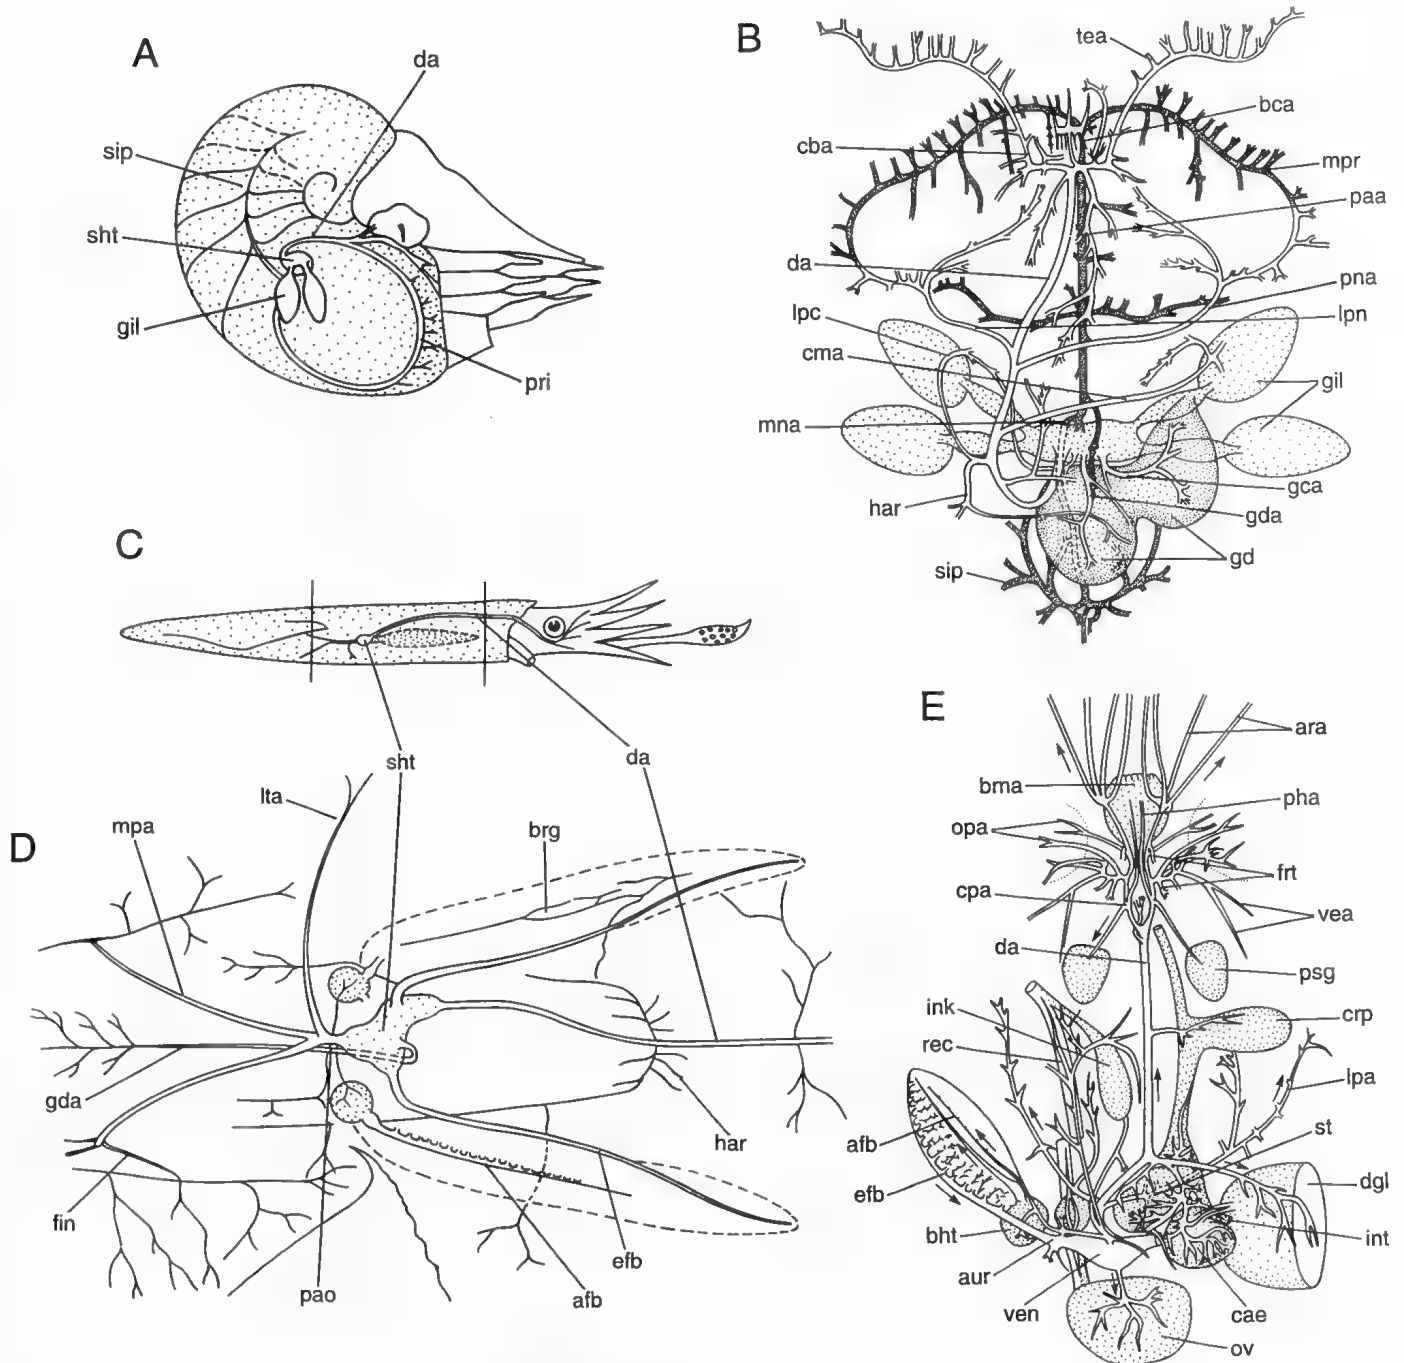 A
da
sip
sht
gil
pri
B
tea
bca
cba
mpr
paa
da
pna
lpc
lpn
cma
gil
mna
gca
har
gda
gd
sip
C
sht
da
D
lta
mpa
brg
gda
har
fin
efb
pao
afb
E
ara
bma
pha
opa
frt
cpa
vea
da
psg
ink
crp
rec
lpa
afb
st
efb
dgl
bht
int
aur
ven
cae
ov